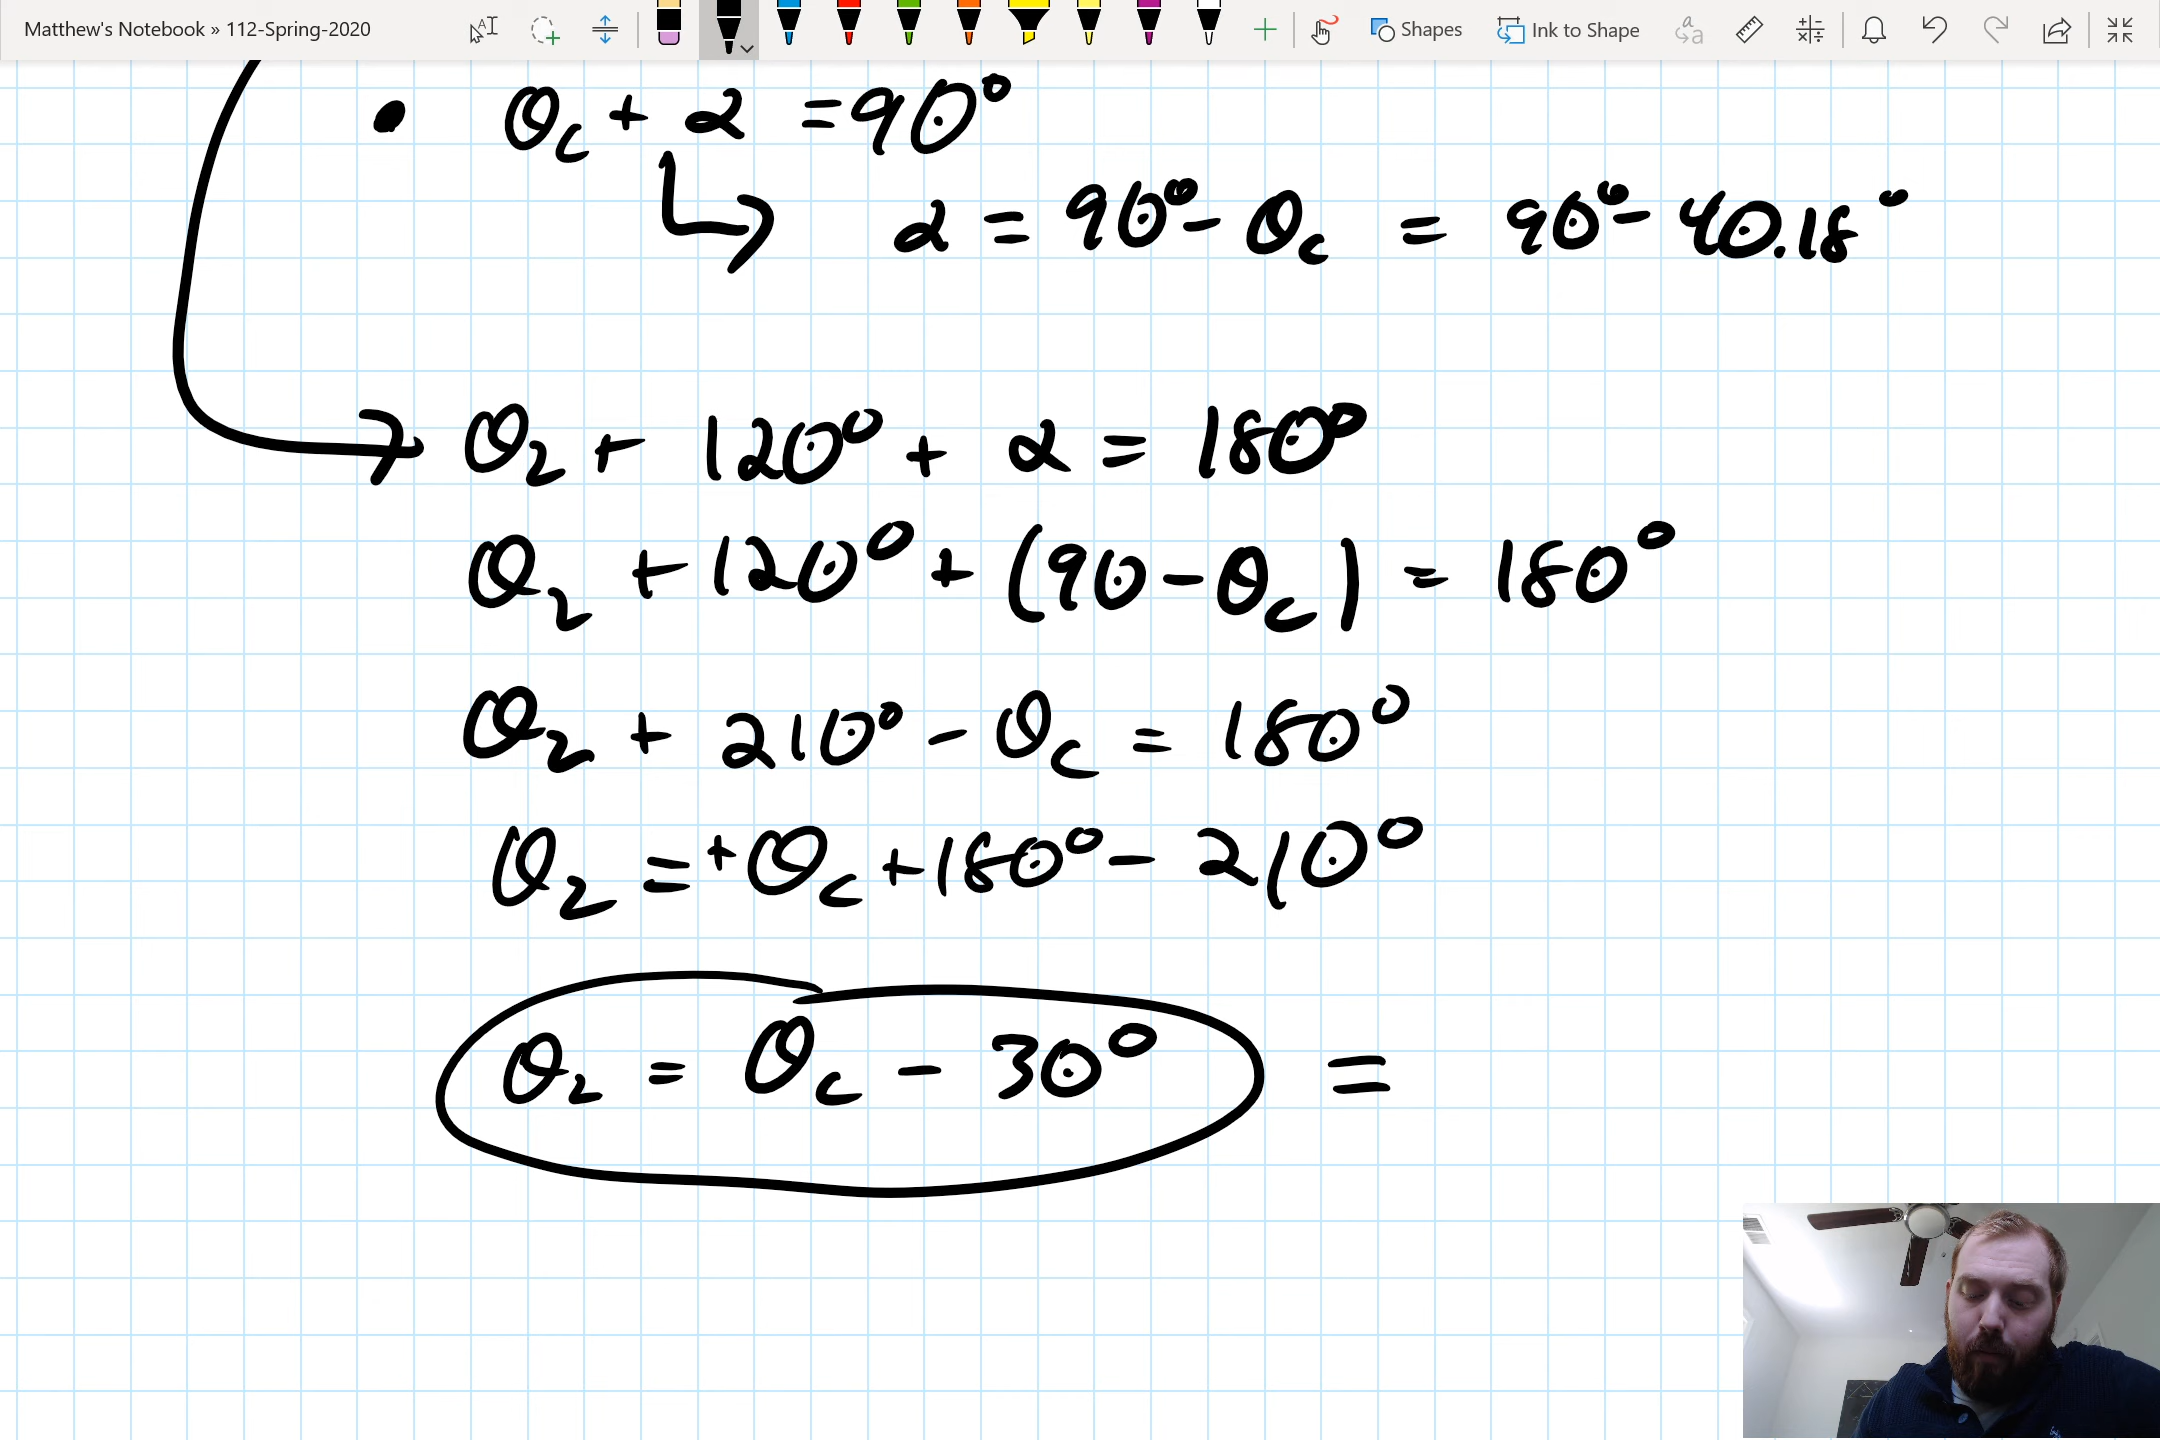 Matthew's Notebook » 112-Spring-2020
Shapes
Ink to Shape
• θc + α = 90°
α = 90° - θc = 90° - 40.18°
θ2 + 120° + α = 180°
θ2 + 120° + (90 - θc) = 180°
θ2 + 210° - θc = 180°
θ2 = +θc + 180° - 210°
θ2 = θc - 30° =